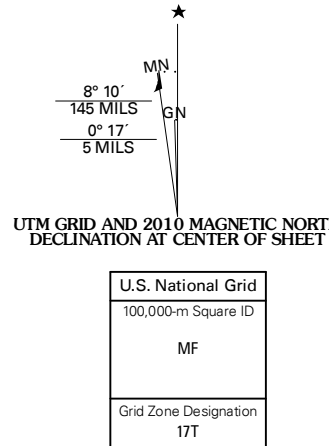 ★
MN
GN
8° 10´
145 MILS
0° 17´
5 MILS
UTM GRID AND 2010 MAGNETIC NORT
DECLINATION AT CENTER OF SHEET
U.S. National Grid
100,000-m Square ID
MF
Grid Zone Designation
17T